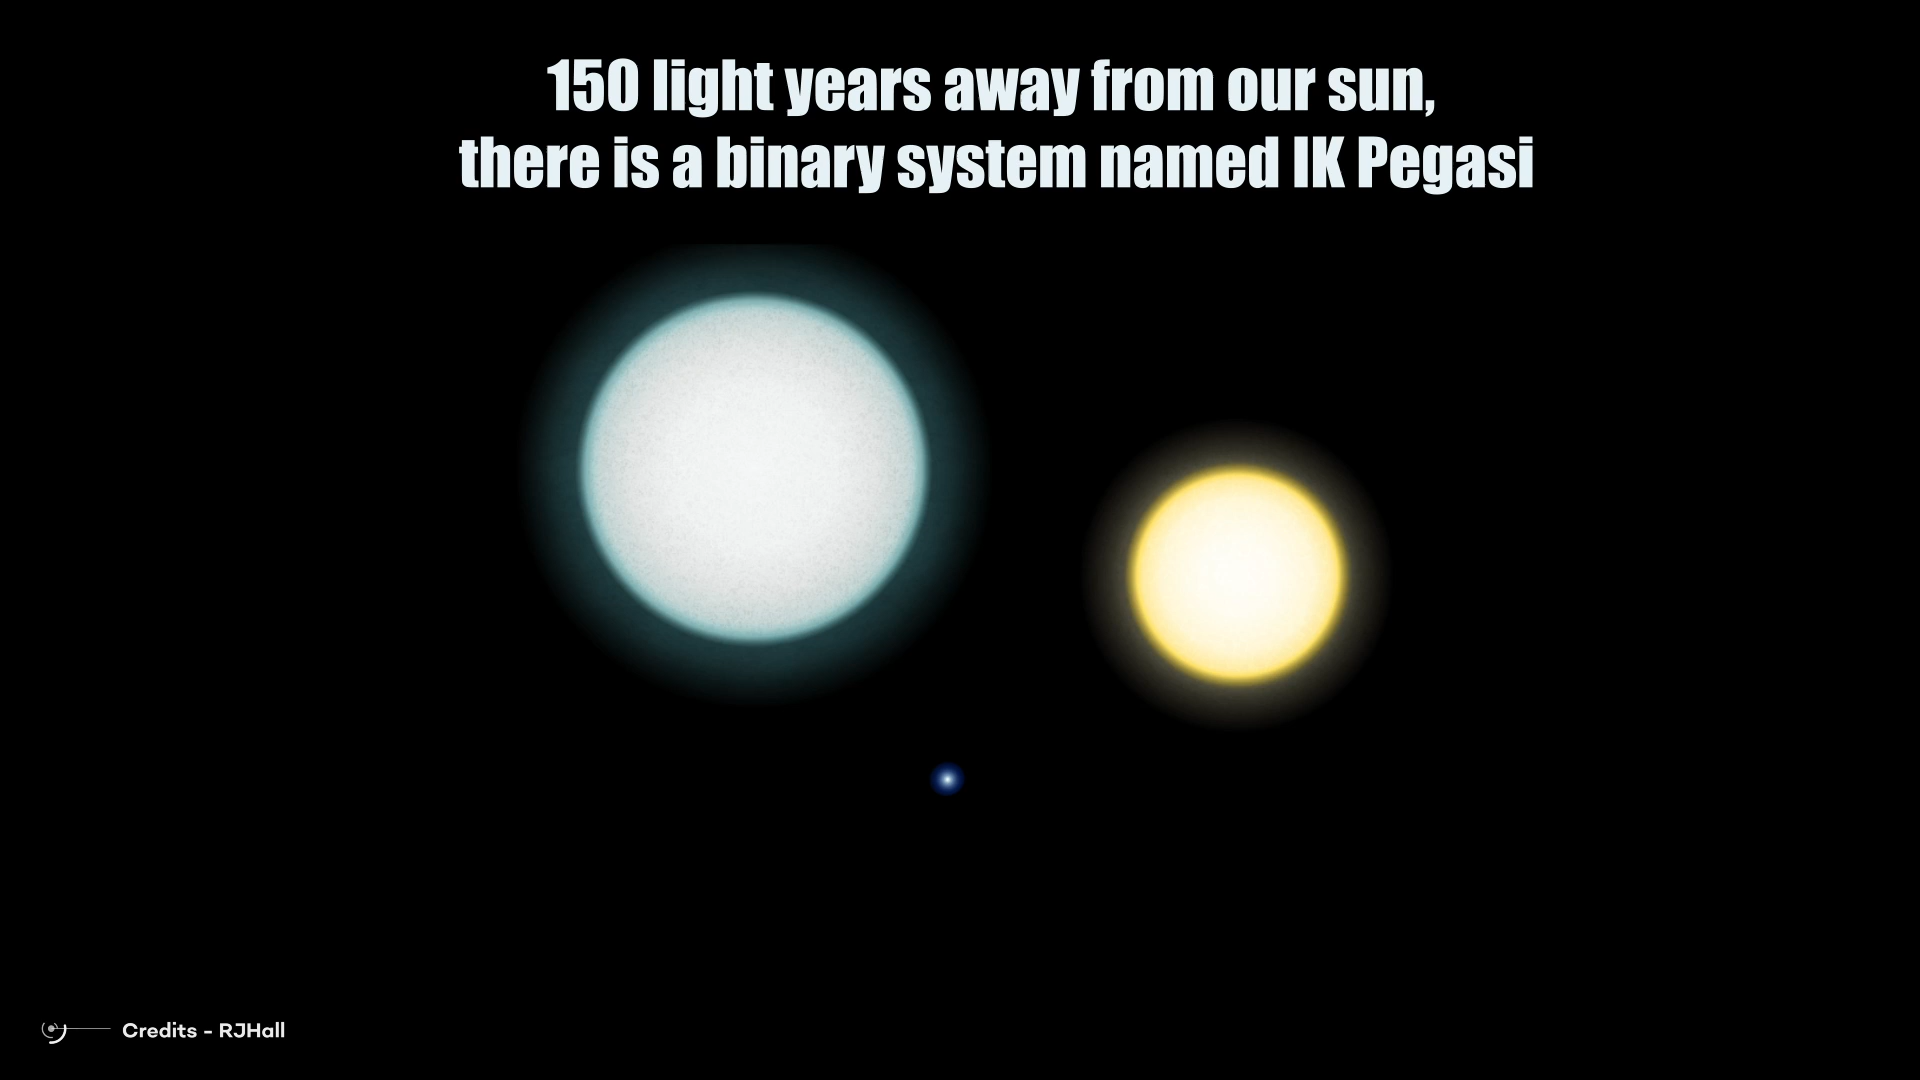 150 light years away from our sun,
there is a binary system named IK Pegasi
Credits - RJHall